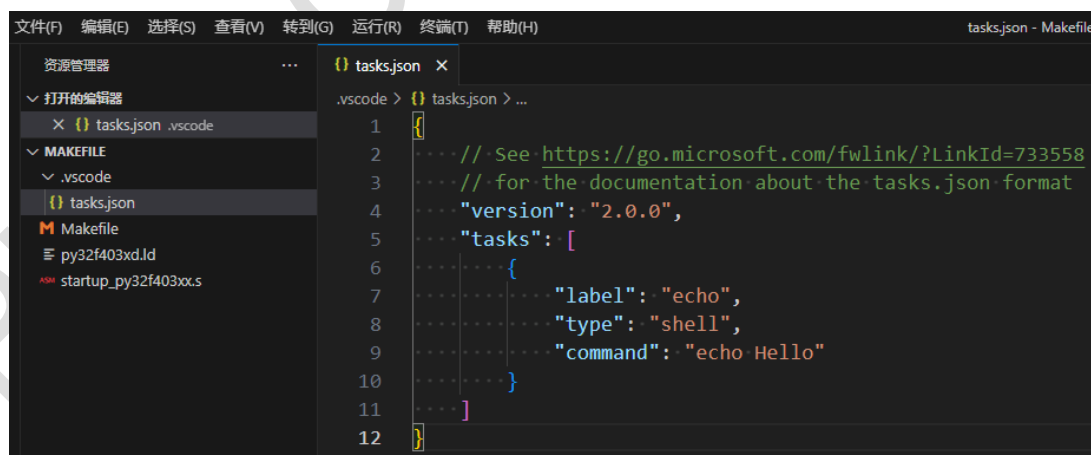 文件(F) 编辑(E) 选择(S) 查看(V) 转到(G) 运行(R) 终端(T) 帮助(H) tasks.json - Makefile
资源管理器 ···
打开的编辑器
{} tasks.json .vscode
MAKEFILE
.vscode
{} tasks.json
M Makefile
py32f403xd.ld
ASM startup_py32f403xx.s
{} tasks.json ×
.vscode > {} tasks.json > ...
1 {
2 // See https://go.microsoft.com/fwlink/?LinkId=733558
3 // for the documentation about the tasks.json format
4 "version": "2.0.0",
5 "tasks": [
6 {
7 "label": "echo",
8 "type": "shell",
9 "command": "echo Hello"
10 }
11 ]
12 }